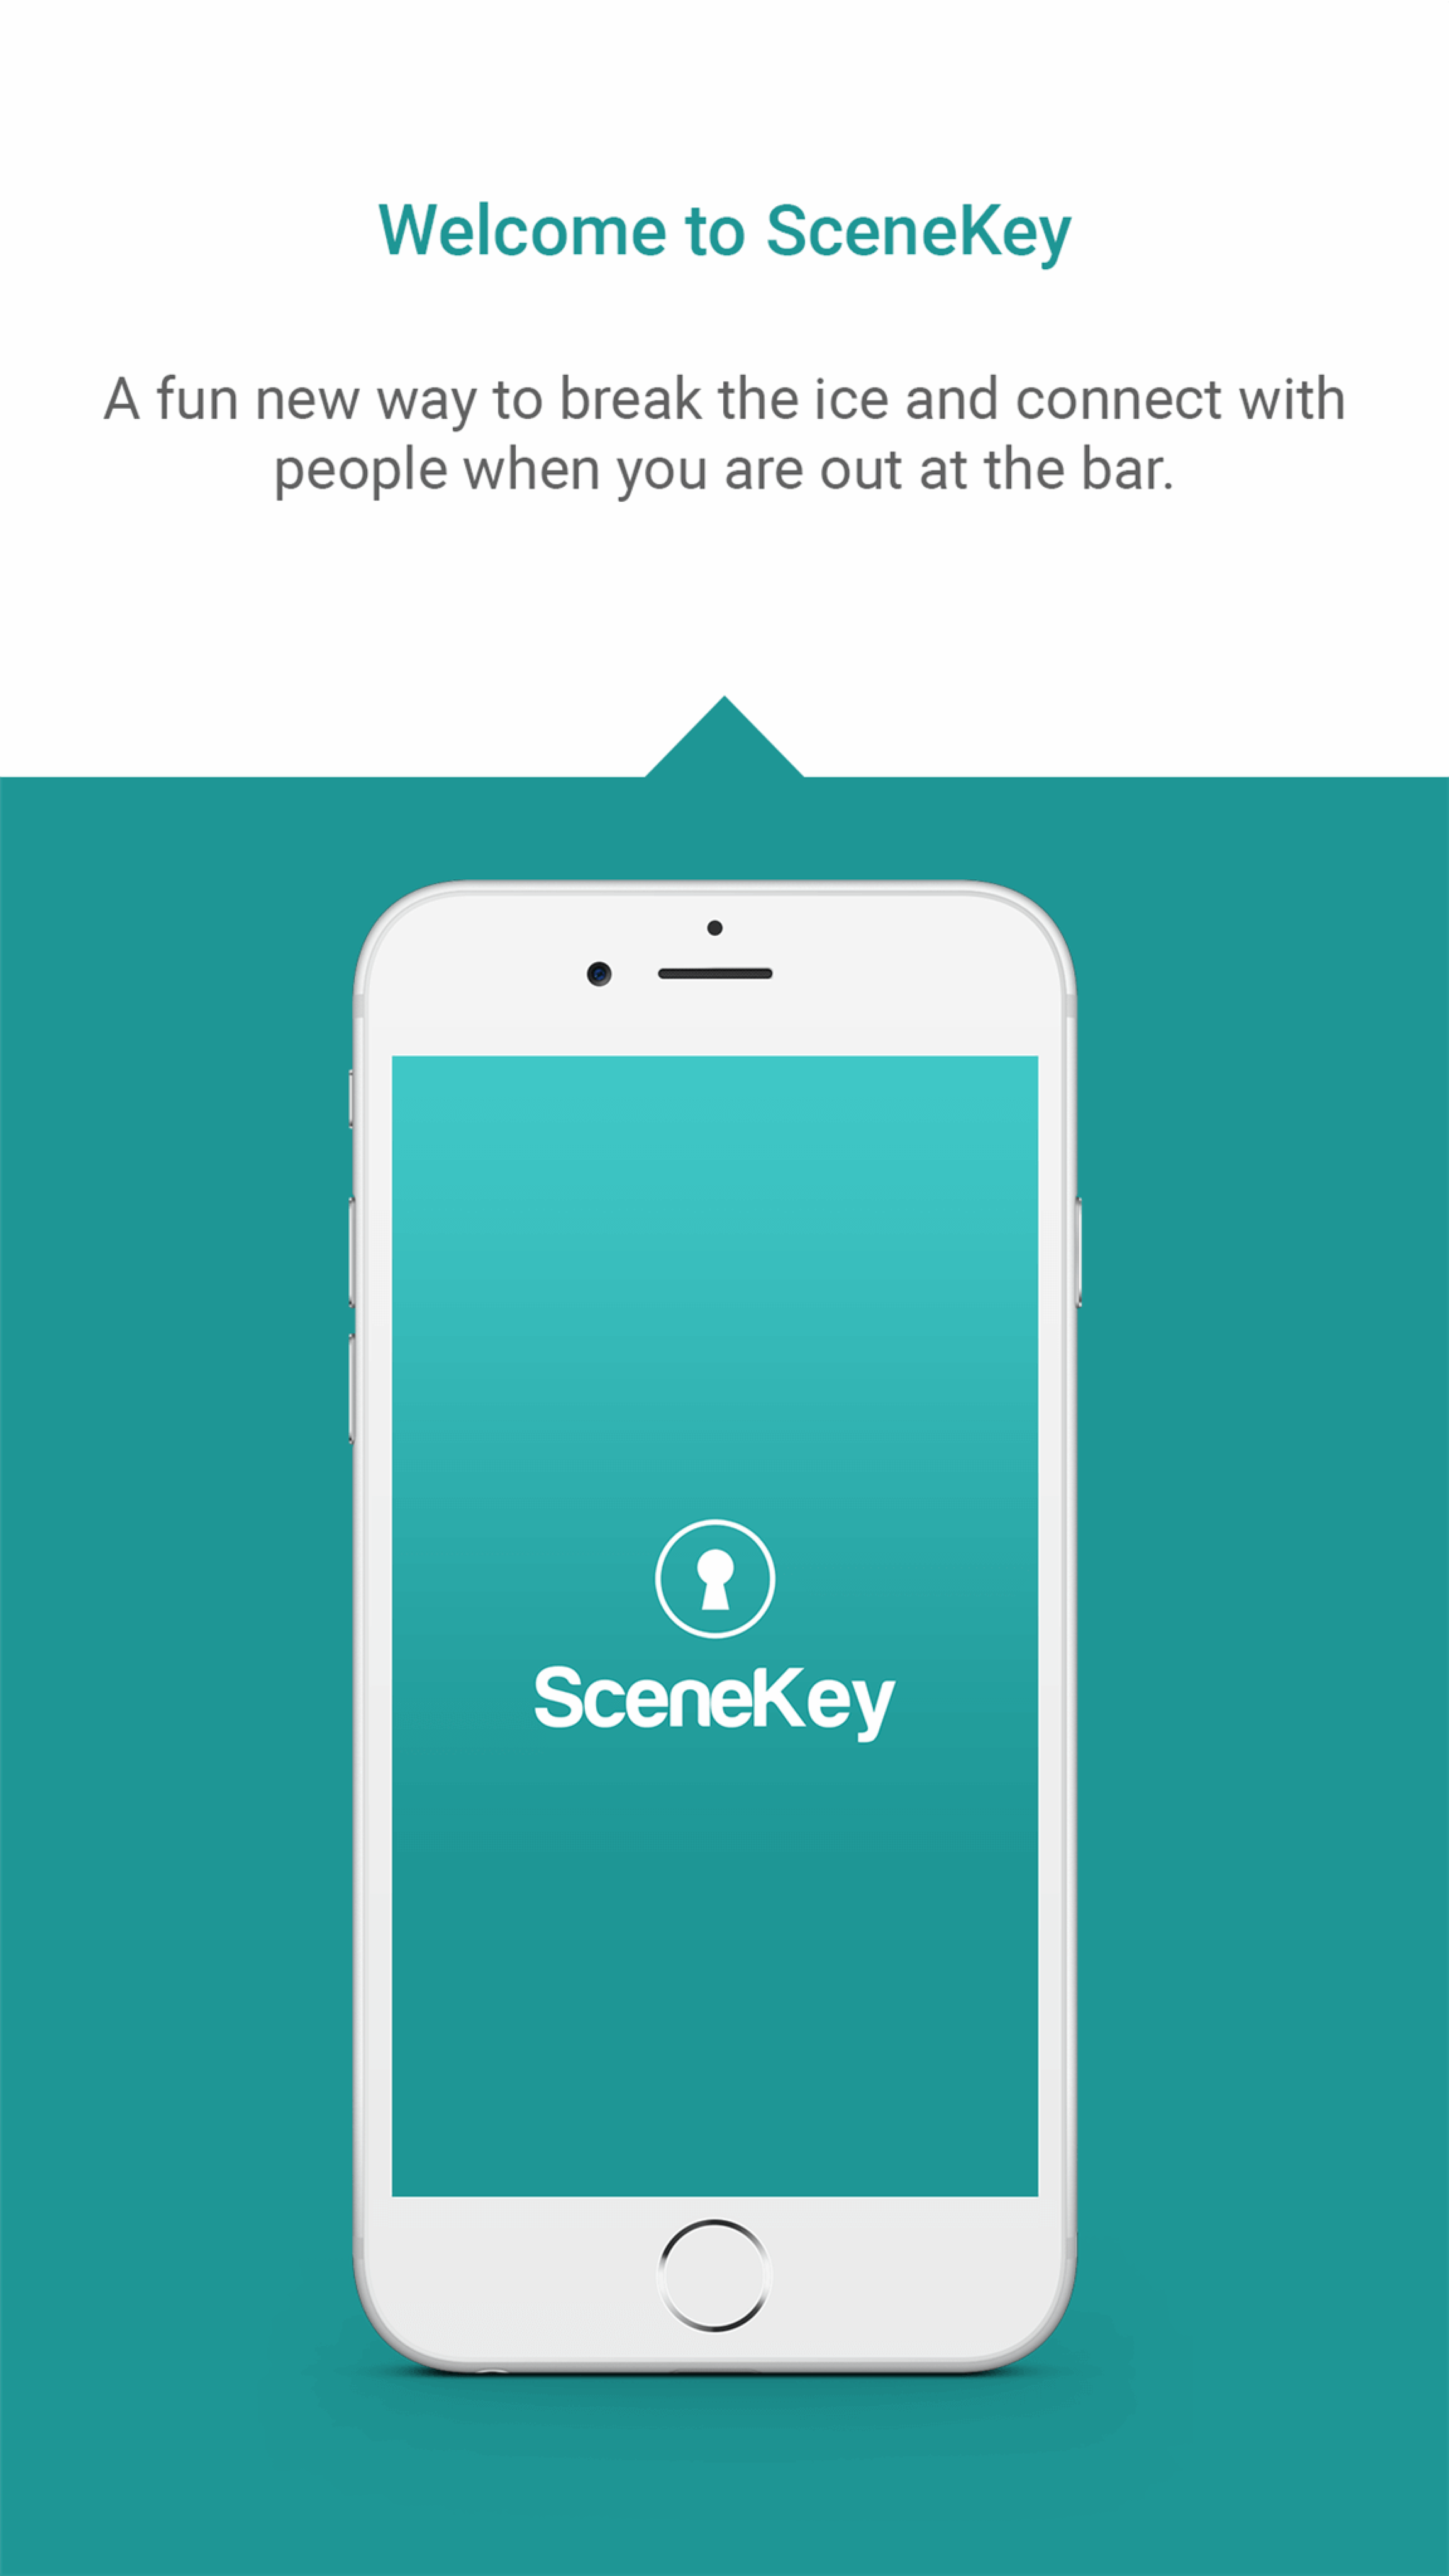 Welcome to SceneKey
A fun new way to break the ice and connect with
people when you are out at the bar.
SceneKey